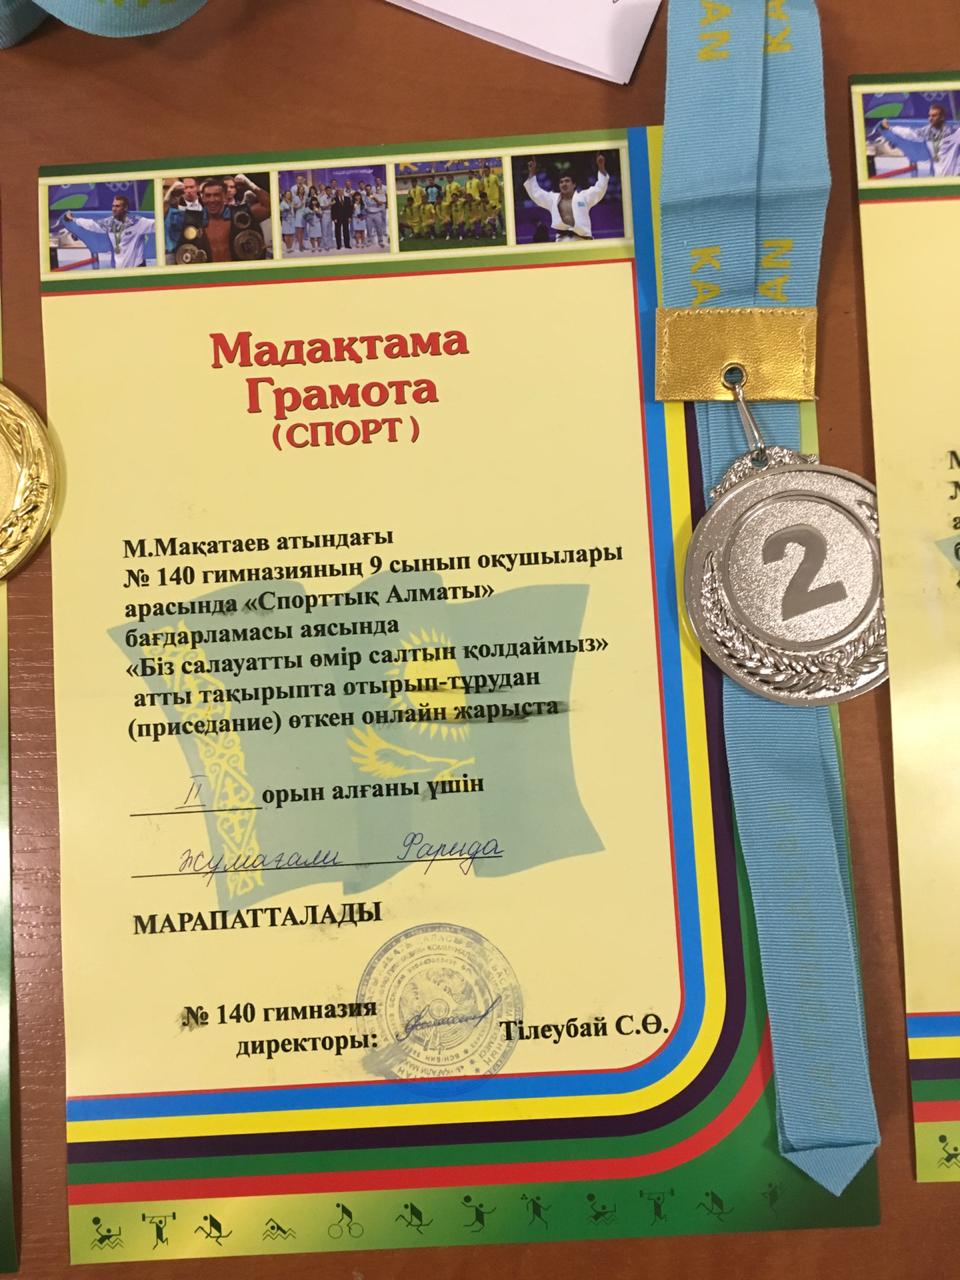 Мадақтама
Грамота
(СПОРТ)
М.Мақатаев атындағы
№ 140 гимназияның 9 сынып оқушылары
арасында «Спорттық Алматы»
бағдарламасы аясында
«Біз салауатты өмір салтын қолдаймыз»
атты тақырыпта отырып-тұрудан
(приседание) өткен онлайн жарыста
II орын алғаны үшін
Жумағали Фарида
МАРАПАТТАЛАДЫ
№ 140 гимназия
директоры: Тілеубай С.Ө.
2